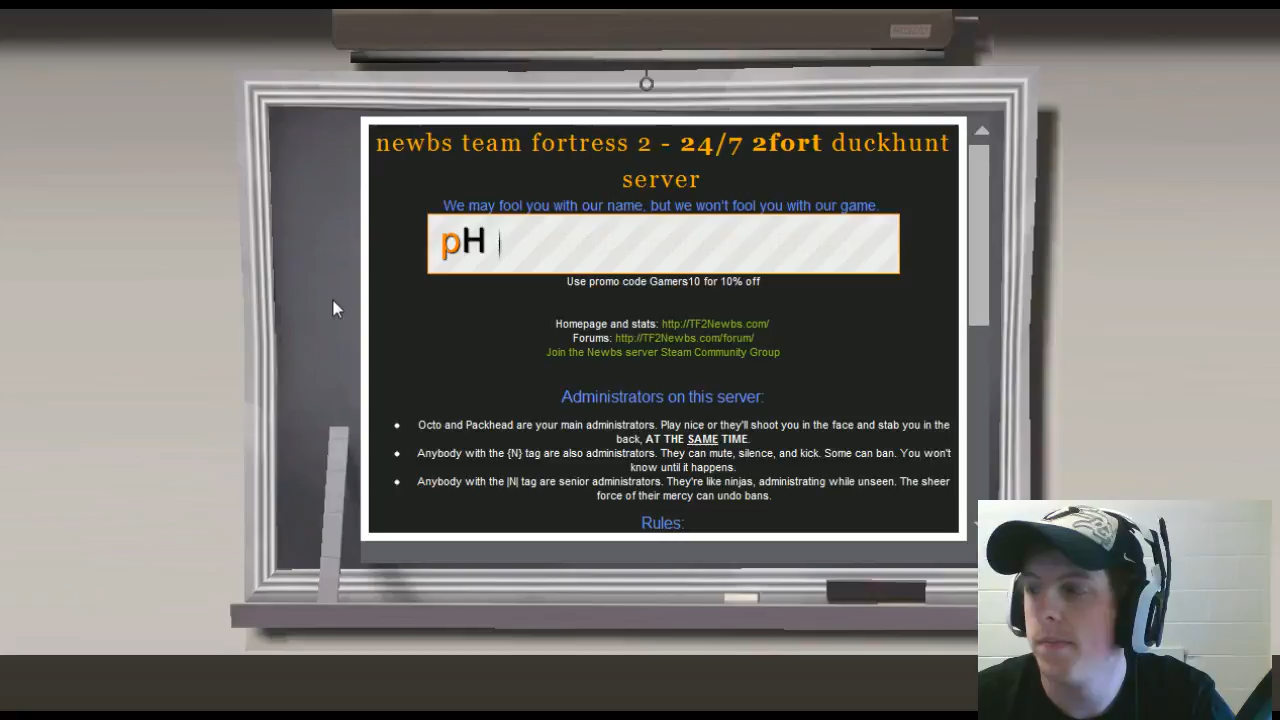 newbs team fortress 2 - 24/7 2fort duckhunt
server
We may fool you with our name, but we won't fool you with our game.
pH
Use promo code Gamers10 for 10% off
Homepage and stats: http://TF2Newbs.com/
Forums: http://TF2Newbs.com/forum/
Join the Newbs server Steam Community Group
Administrators on this server:
• Octo and Packhead are your main administrators. Play nice or they'll shoot you in the face and stab you in the
back, AT THE SAME TIME.
• Anybody with the {N} tag are also administrators. They can mute, silence, and kick. Some can ban. You won't
know until it happens.
• Anybody with the |N| tag are senior administrators. They're like ninjas, administrating while unseen. The sheer
force of their mercy can undo bans.
Rules: